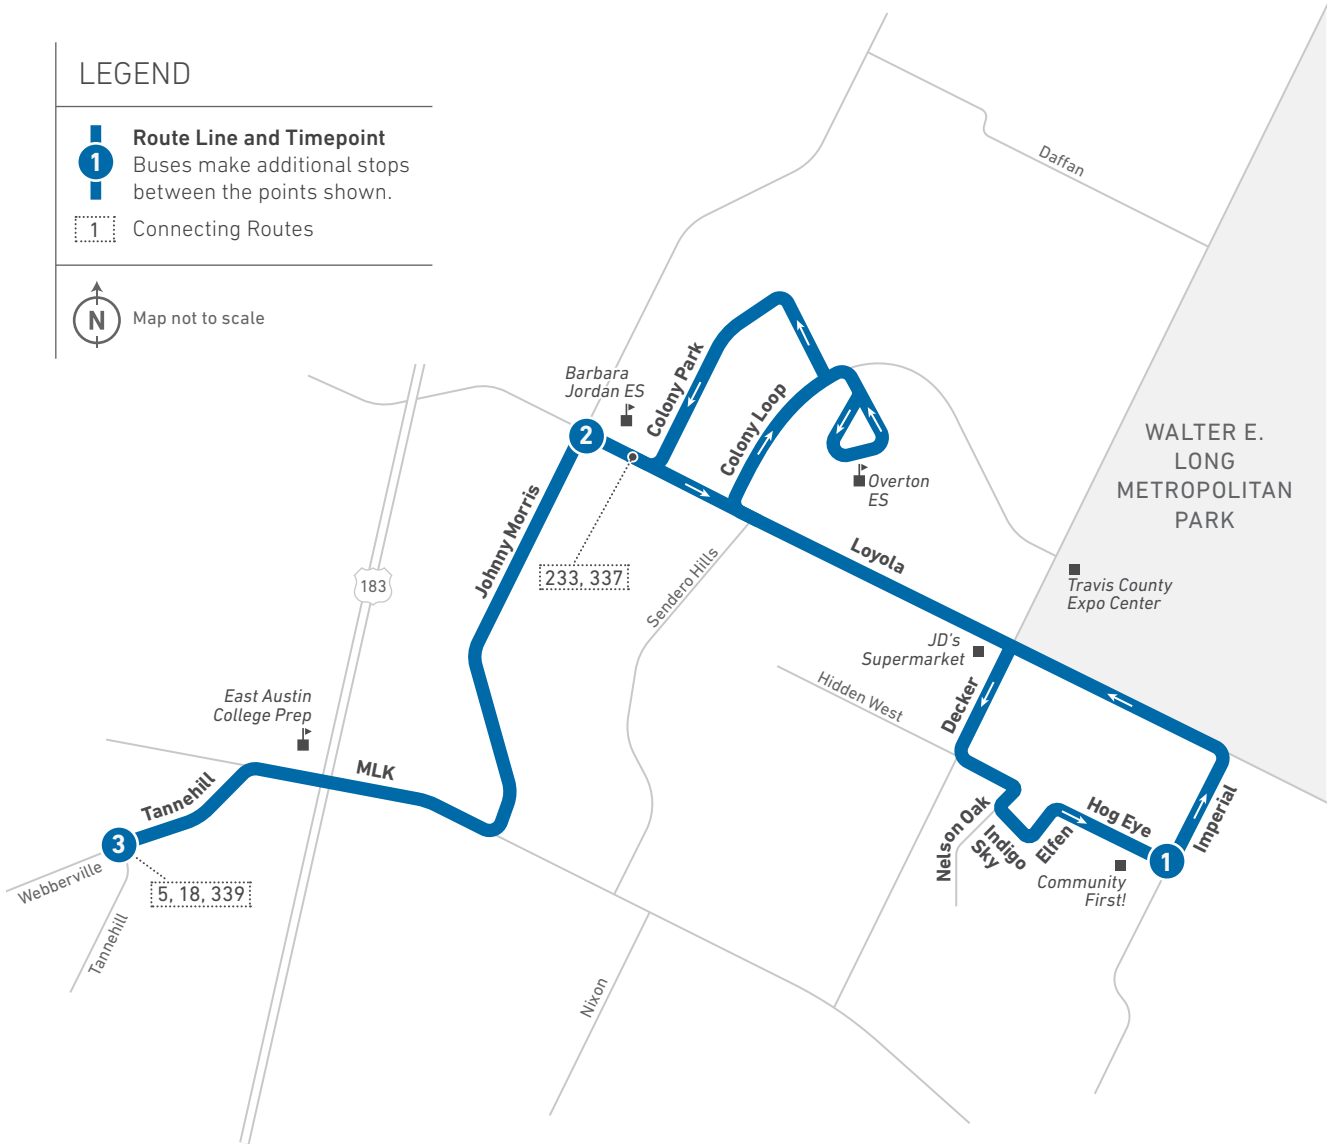 LEGEND
1
Route Line and Timepoint
Buses make additional stops
between the points shown.
1
Connecting Routes
N
Map not to scale
Daffan
Barbara
Jordan ES
Colony Park
Colony Loop
2
Overton
ES
WALTER E.
LONG
METROPOLITAN
PARK
Johnny Morris
233, 337
183
Sendero Hills
Loyola
Travis County
Expo Center
JD's
Supermarket
Hidden West
Decker
East Austin
College Prep
MLK
Tannehill
3
Webberville
5, 18, 339
Tannehill
Nelson Oak
Indigo
Sky
Elfen
Hog Eye
Imperial
1
Community
First!
Nixon